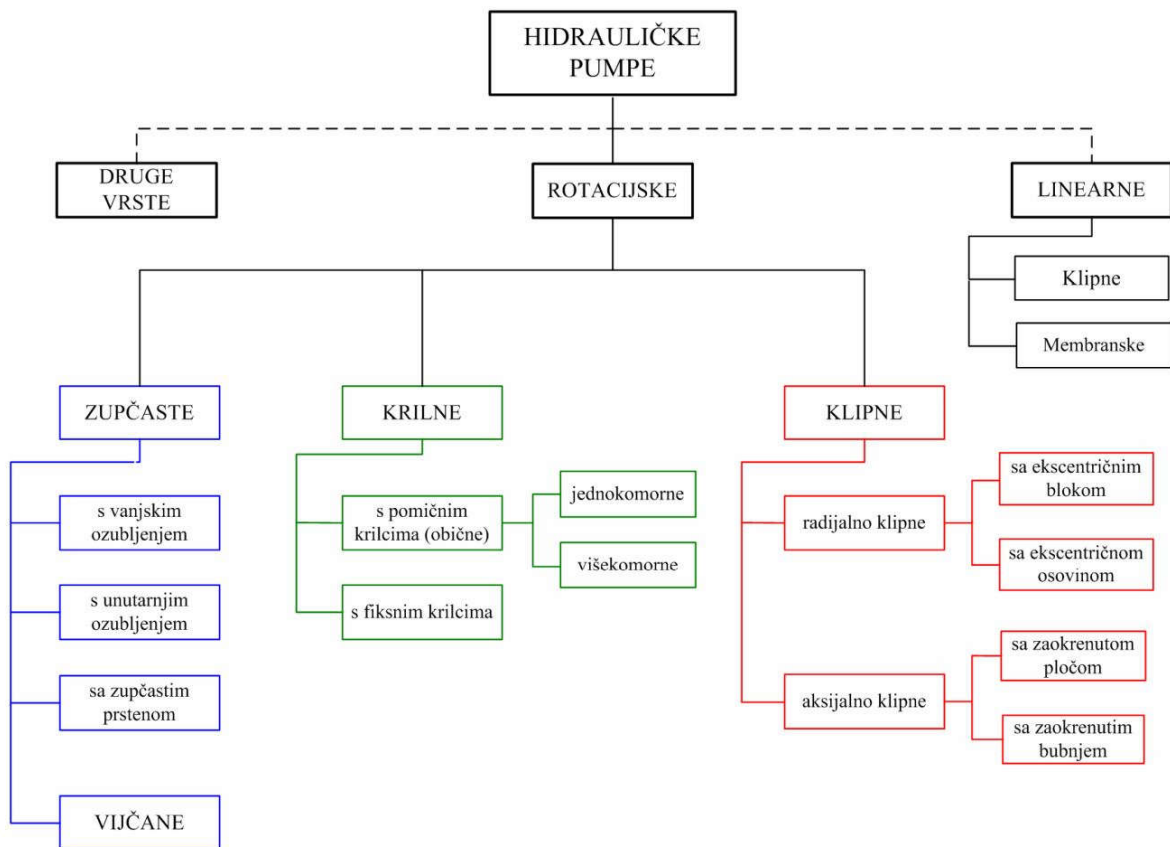 HIDRAULIČKE
PUMPE
DRUGE
VRSTE
ROTACIJSKE
LINEARNE
Klipne
Membranske
ZUPČASTE
s vanjskim
ozubljenjem
s unutarnjim
ozubljenjem
sa zupčastim
prstenom
VIJČANE
KRILNE
s pomičnim
krilcima (obične)
jednokomorne
višekomorne
s fiksnim krilcima
KLIPNE
radijalno klipne
sa ekscentričnim
blokom
sa ekscentričnom
osovinom
aksijalno klipne
sa zaokrenutom
pločom
sa zaokrenutim
bubnjem